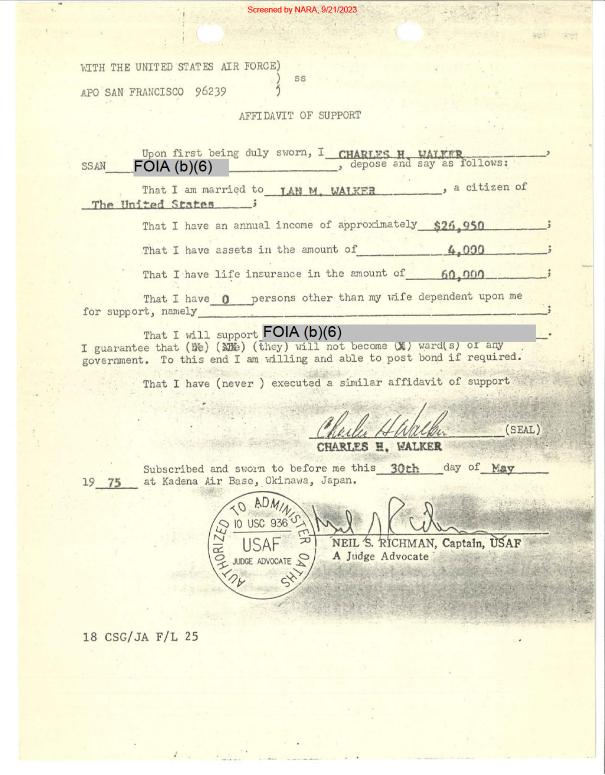 Screened by NARA, 9/21/2023
WITH THE UNITED STATES AIR FORCE)
) ss
APO SAN FRANCISCO 96239 )
AFFIDAVIT OF SUPPORT
Upon first being duly sworn, I CHARLES H. WALKER,
SSAN FOIA (b)(6), depose and say as follows:
That I am married to LAN M. WALKER, a citizen of
The United States;
That I have an annual income of approximately $26,950;
That I have assets in the amount of 4,000;
That I have life insurance in the amount of 60,000;
That I have 0 persons other than my wife dependent upon me
for support, namely;
That I will support FOIA (b)(6).
I guarantee that (he) (she) (they) will not become (a) ward(s) of any
government. To this end I am willing and able to post bond if required.
That I have (never ) executed a similar affidavit of support
Charles H Walker (SEAL)
CHARLES H. WALKER
Subscribed and sworn to before me this 30th day of May
19 75 at Kadena Air Base, Okinawa, Japan.
AUTHORIZED TO ADMINISTER OATHS
10 USC 936
USAF
JUDGE ADVOCATE
Neil S Richman
NEIL S. RICHMAN, Captain, USAF
A Judge Advocate
18 CSG/JA F/L 25